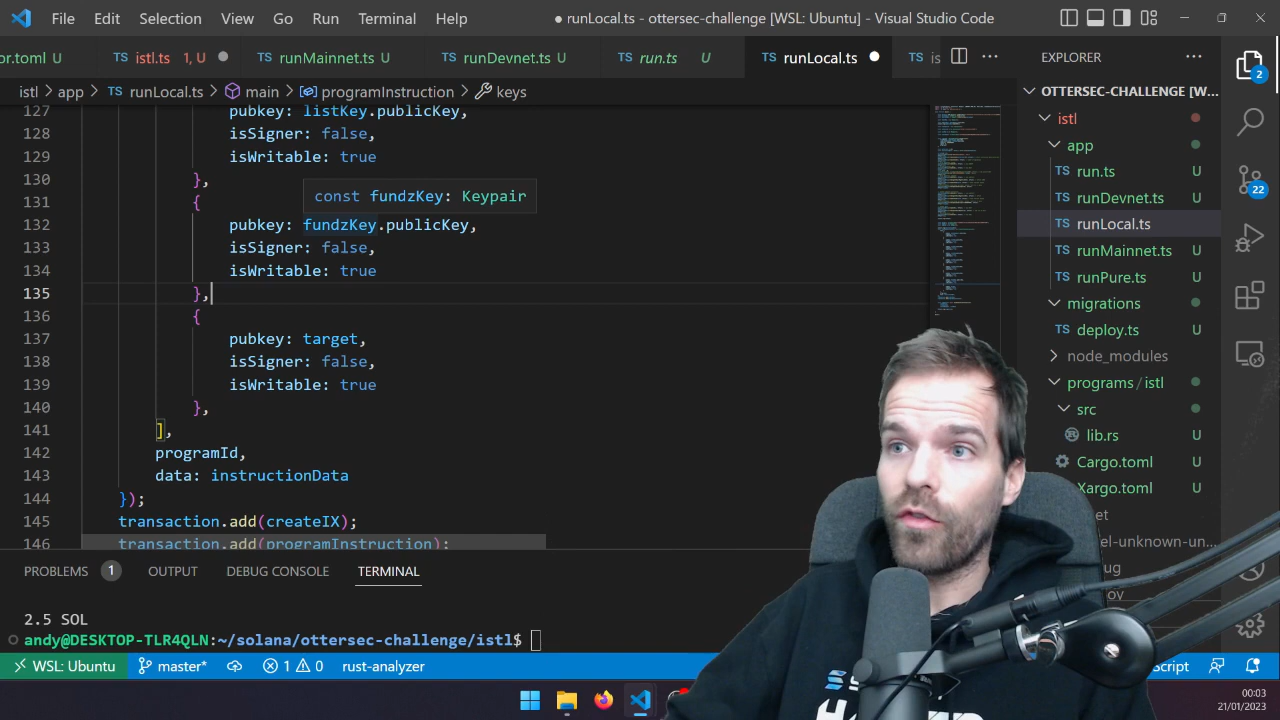 File Edit Selection View Go Run Terminal Help
● runLocal.ts - ottersec-challenge [WSL: Ubuntu] - Visual Studio Code
or.toml U
TS istl.ts 1, U
TS runMainnet.ts U
TS runDevnet.ts U
TS run.ts U
TS runLocal.ts
TS is
istl > app > TS runLocal.ts > main > programInstruction > keys
127 pubkey: listKey.publicKey,
128 isSigner: false,
129 isWritable: true
130 },
const fundzKey: Keypair
131 {
132 pubkey: fundzKey.publicKey,
133 isSigner: false,
134 isWritable: true
135 },
136 {
137 pubkey: target,
138 isSigner: false,
139 isWritable: true
140 },
141 ],
142 programId,
143 data: instructionData
144 });
145 transaction.add(createIX);
146 transaction.add(programInstruction);
PROBLEMS 1 OUTPUT DEBUG CONSOLE TERMINAL
2.5 SOL
andy@DESKTOP-TLR4QLN:~/solana/ottersec-challenge/istl$
EXPLORER
OTTERSEC-CHALLENGE [W...
istl
app
TS run.ts U
TS runDevnet.ts U
TS runLocal.ts
TS runMainnet.ts U
TS runPure.ts U
migrations
TS deploy.ts U
node_modules
programs/istl
src
lib.rs U
Cargo.toml U
Xargo.toml U
et
el-unknown-un...
2
22
WSL: Ubuntu master* 1 0 rust-analyzer
00:03
21/01/2023